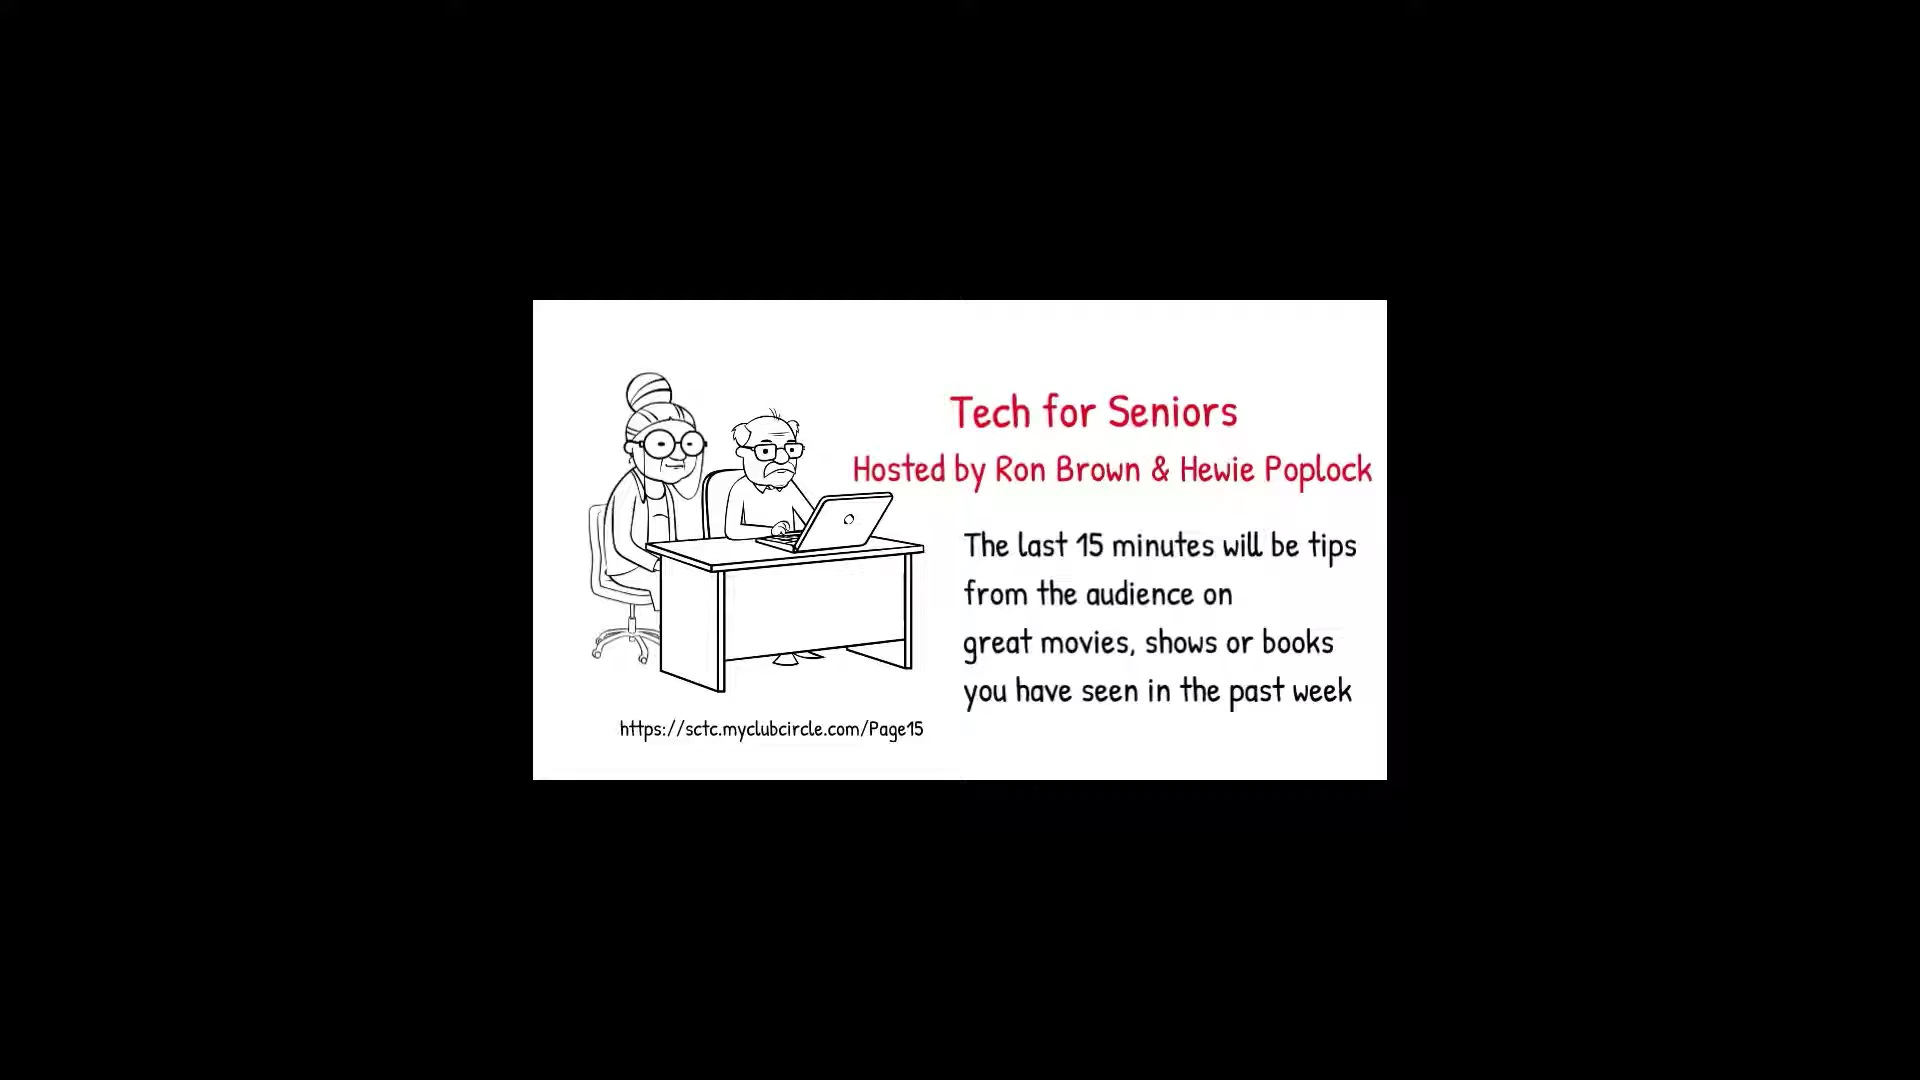 Tech for Seniors
Hosted by Ron Brown & Hewie Poplock
The last 15 minutes will be tips
from the audience on
great movies, shows or books
you have seen in the past week
https://sctc.myclubcircle.com/Page15